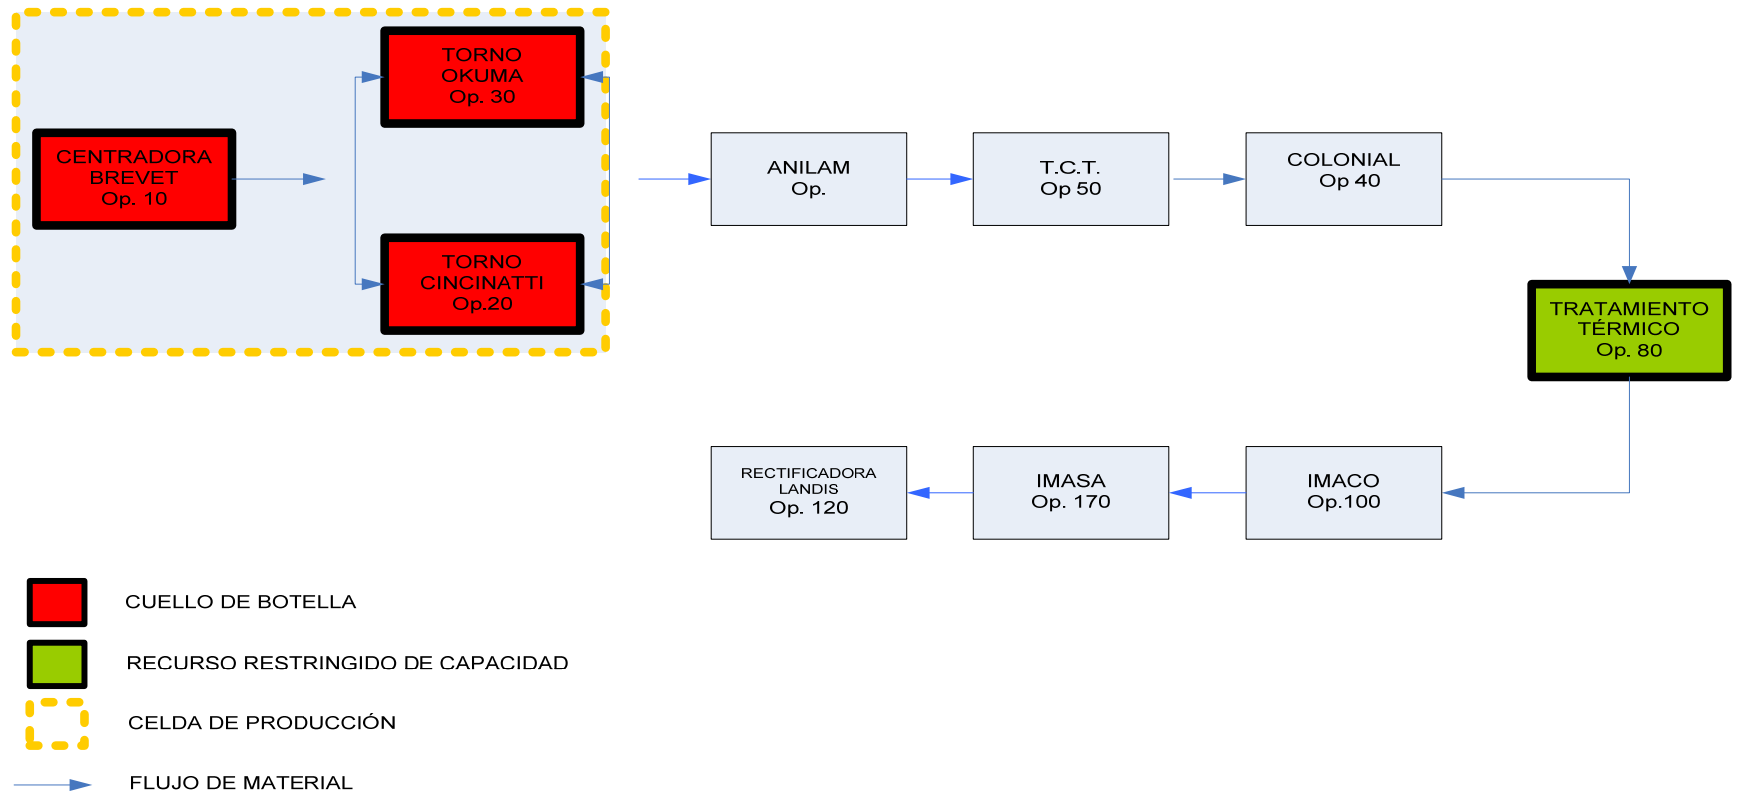 TORNO
OKUMA
Op. 30
CENTRADORA
BREVET
Op. 10
TORNO
CINCINATTI
Op.20
ANILAM
Op.
T.C.T.
Op 50
COLONIAL
Op 40
TRATAMIENTO
TÉRMICO
Op. 80
RECTIFICADORA
LANDIS
Op. 120
IMASA
Op. 170
IMACO
Op.100
CUELLO DE BOTELLA
RECURSO RESTRINGIDO DE CAPACIDAD
CELDA DE PRODUCCIÓN
FLUJO DE MATERIAL